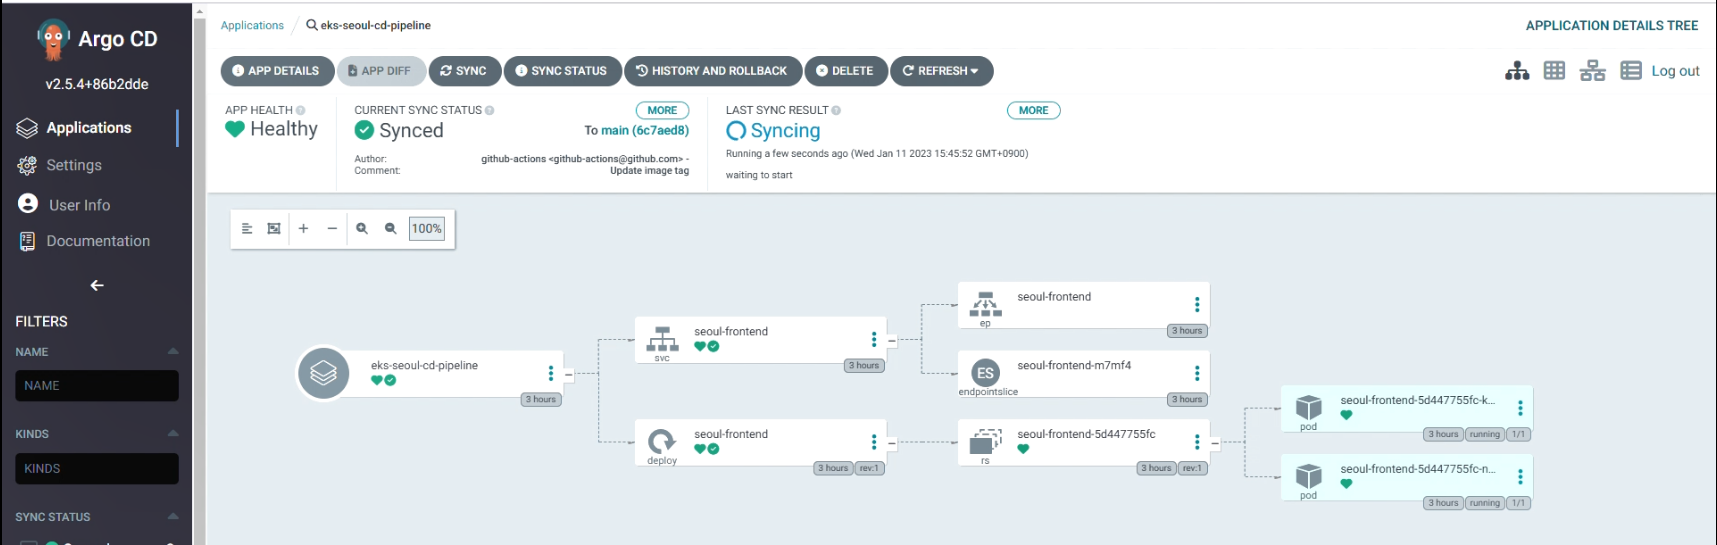 Argo CD
v2.5.4+86b2dde
Applications
Settings
User Info
Documentation
FILTERS
NAME
NAME
KINDS
KINDS
SYNC STATUS
Applications / eks-seoul-cd-pipeline
APPLICATION DETAILS TREE
APP DETAILS
APP DIFF
SYNC
SYNC STATUS
HISTORY AND ROLLBACK
DELETE
REFRESH
Log out
APP HEALTH
Healthy
CURRENT SYNC STATUS
MORE
Synced
To main (6c7aed8)
Author: github-actions <github-actions@github.com> -
Comment: Update image tag
LAST SYNC RESULT
MORE
Syncing
Running a few seconds ago (Wed Jan 11 2023 15:45:52 GMT+0900)
waiting to start
100%
eks-seoul-cd-pipeline
3 hours
seoul-frontend
svc
3 hours
seoul-frontend
deploy
3 hours
rev:1
seoul-frontend
ep
3 hours
ES
seoul-frontend-m7mf4
endpointslice
3 hours
seoul-frontend-5d447755fc
rs
3 hours
rev:1
seoul-frontend-5d447755fc-k...
pod
3 hours
running
1/1
seoul-frontend-5d447755fc-n...
pod
3 hours
running
1/1